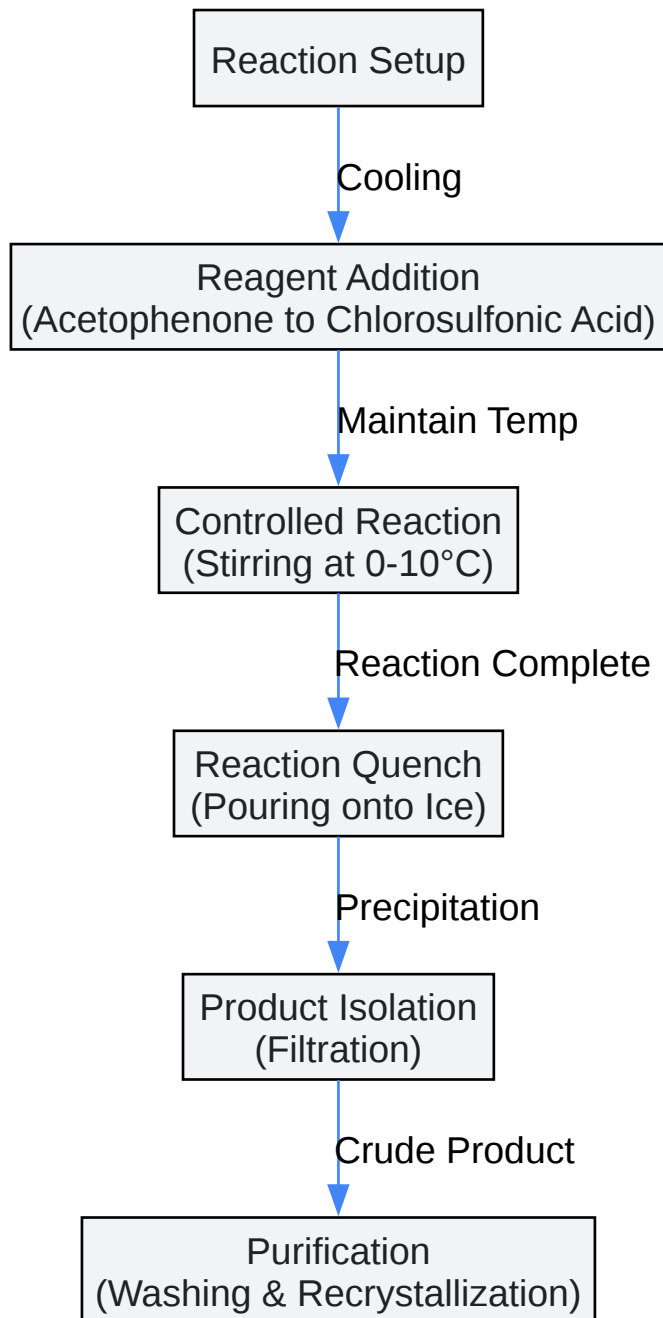 Reaction Setup
Cooling
Reagent Addition
(Acetophenone to Chlorosulfonic Acid)
Maintain Temp
Controlled Reaction
(Stirring at 0-10°C)
Reaction Complete
Reaction Quench
(Pouring onto Ice)
Precipitation
Product Isolation
(Filtration)
Crude Product
Purification
(Washing & Recrystallization)